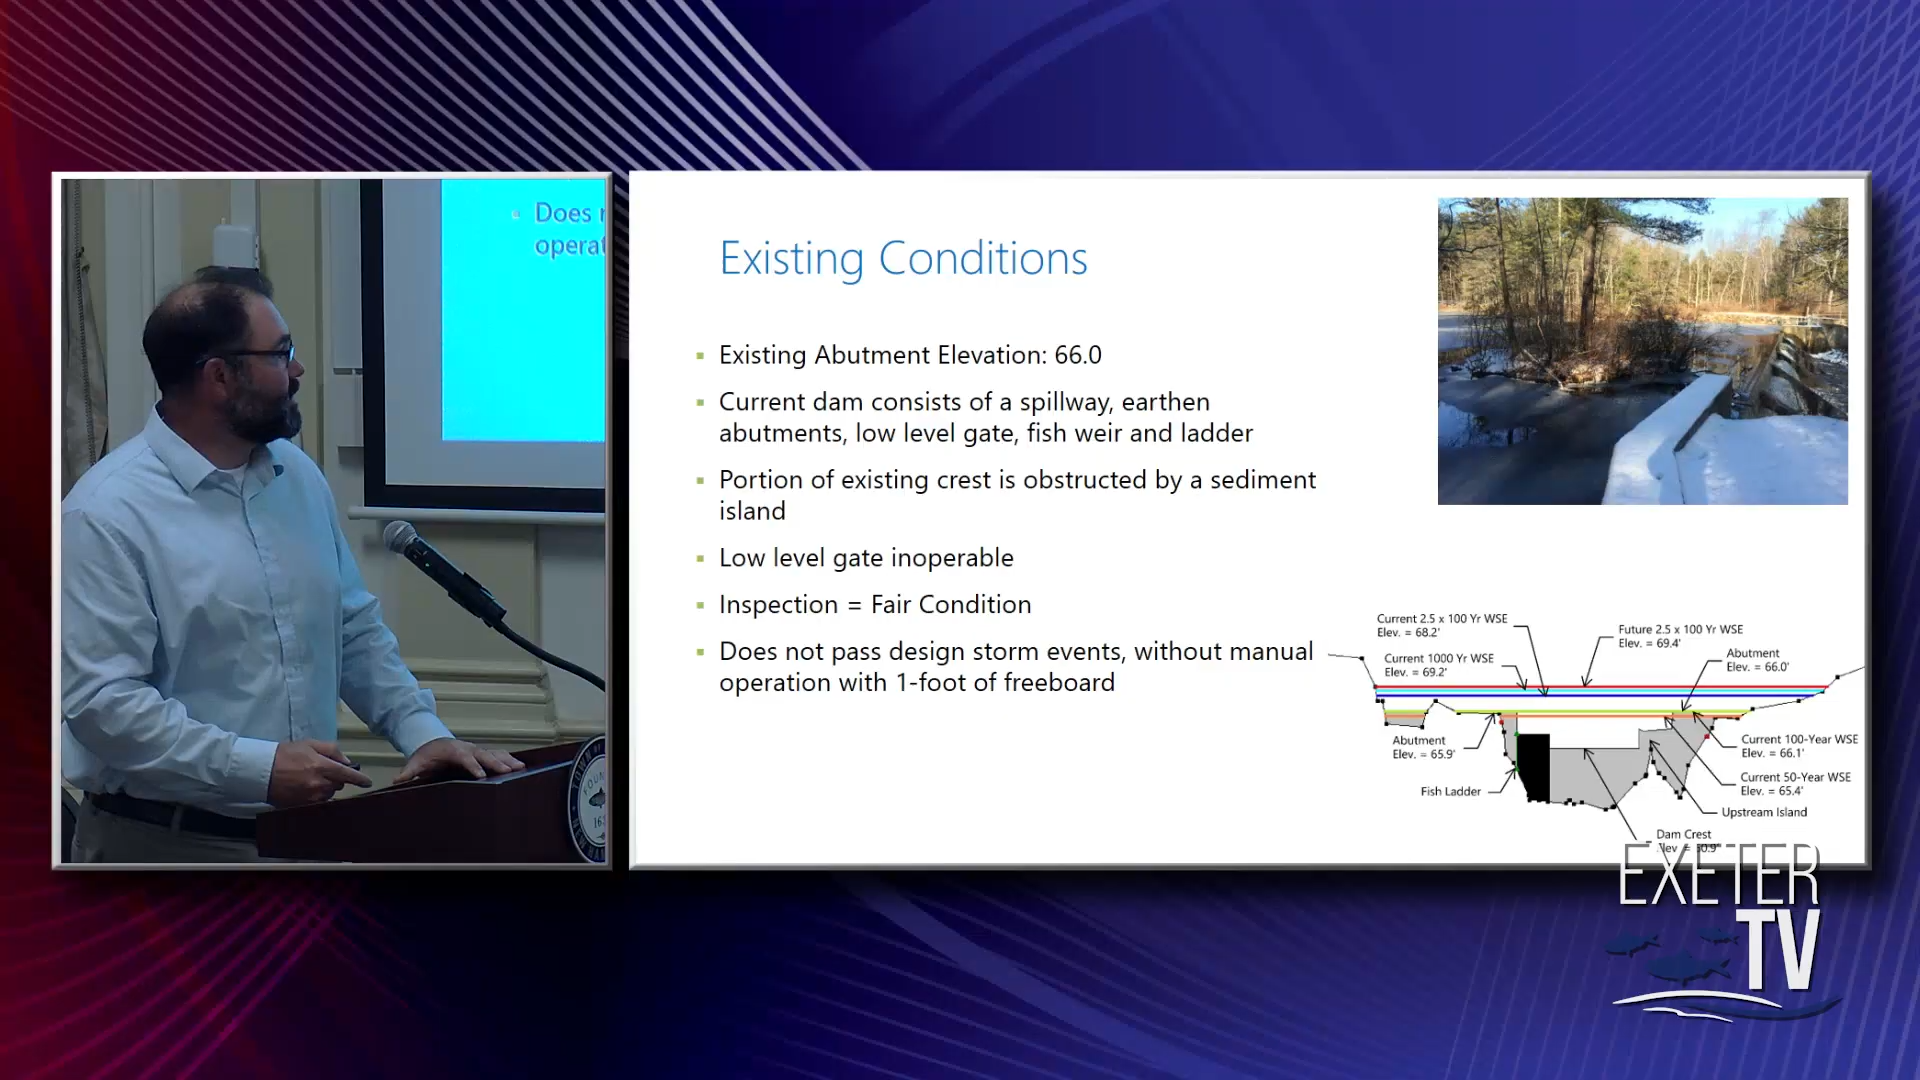 Does
operat
Existing Conditions
Existing Abutment Elevation: 66.0
Current dam consists of a spillway, earthen
abutments, low level gate, fish weir and ladder
Portion of existing crest is obstructed by a sediment
island
Low level gate inoperable
Inspection = Fair Condition
Does not pass design storm events, without manual
operation with 1-foot of freeboard
Current 2.5 x 100 Yr WSE
Elev. = 68.2'
Future 2.5 x 100 Yr WSE
Elev. = 69.4'
Current 1000 Yr WSE
Elev. = 69.2'
Abutment
Elev. = 66.0'
Abutment
Elev. = 65.9'
Current 100-Year WSE
Elev. = 66.1'
Fish Ladder
Current 50-Year WSE
Elev. = 65.4'
Upstream Island
Dam Crest
EXETER
TV